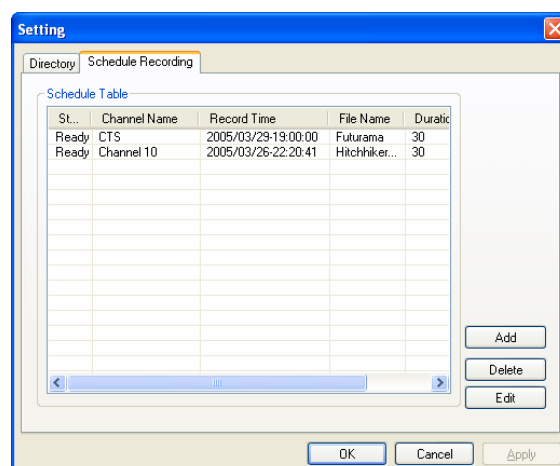 Setting
Directory Schedule Recording
Schedule Table
St... Channel Name Record Time File Name Duratic
Ready CTS 2005/03/29-19:00:00 Futurama 30
Ready Channel 10 2005/03/26-22:20:41 Hitchhiker... 30
Add
Delete
Edit
OK Cancel Apply